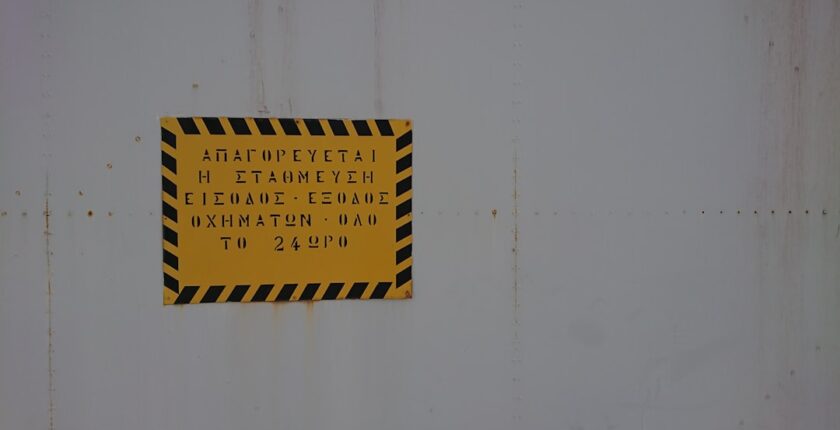 ΑΠΑΓΟΡΕΥΕΤΑΙ
Η ΣΤΑΘΜΕΥΣΗ
ΕΙΣΟΔΟΣ · ΕΞΟΔΟΣ
ΟΧΗΜΑΤΩΝ · ΟΛΟ
ΤΟ 24ΩΡΟ